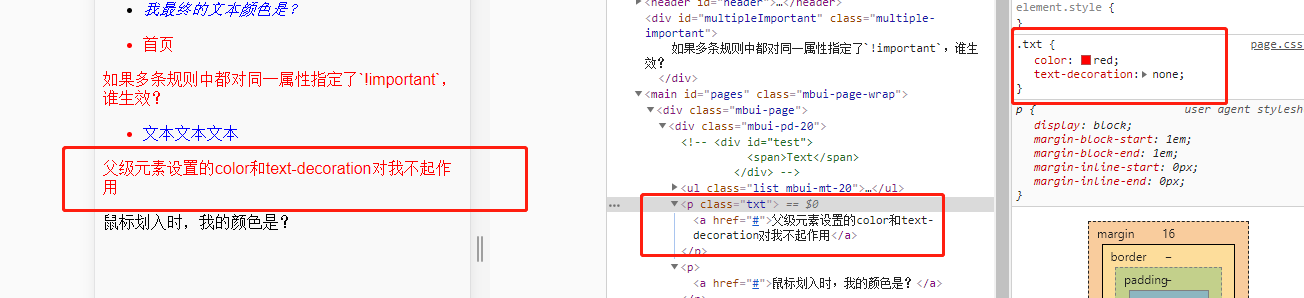 我最终的文本颜色是?
首页
如果多条规则中都对同一属性指定了`!important`,
谁生效?
文本文本文本
父级元素设置的color和text-decoration对我不起作
用
鼠标划入时，我的颜色是?
<header id="header">…</header>
<div id="multipleImportant" class="multiple-
important">
如果多条规则中都对同一属性指定了`!important`，谁生
效?
</div>
<main id="pages" class="mbui-page-wrap">
<div class="mbui-page">
<div class="mbui-pd-20">
<!-- <div id="test">
<span>Text</span>
</div> -->
<ul class="list mbui-mt-20">…</ul>
<p class="txt"> == $0
<a href="#">父级元素设置的color和text-
decoration对我不起作用</a>
</p>
<p>
<a href="#">鼠标划入时，我的颜色是? </a>
element.style {
}
.txt { page.css
color: red;
text-decoration: none;
}
p { user agent stylesh
display: block;
margin-block-start: 1em;
margin-block-end: 1em;
margin-inline-start: 0px;
margin-inline-end: 0px;
}
margin 16
border –
padding-